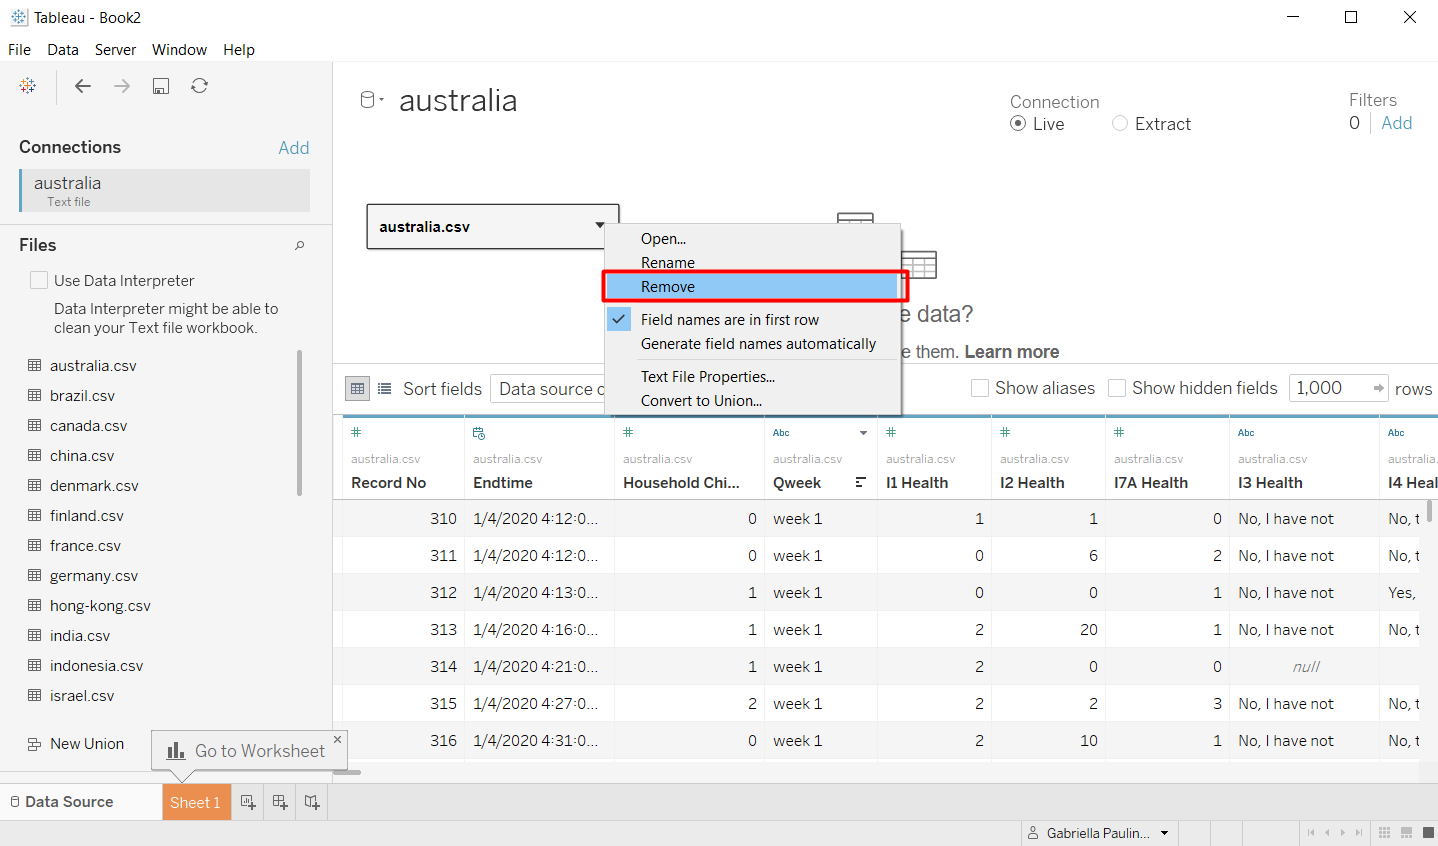 Tableau - Book2
File Data Server Window Help
Connections Add
australia
Text file
Files
Use Data Interpreter
Data Interpreter might be able to
clean your Text file workbook.
australia.csv
brazil.csv
canada.csv
china.csv
denmark.csv
finland.csv
france.csv
germany.csv
hong-kong.csv
india.csv
indonesia.csv
israel.csv
New Union
Go to Worksheet
australia
Connection
Live Extract
Filters
0 Add
australia.csv
Open...
Rename
Remove
Field names are in first row
Generate field names automatically
Text File Properties...
Convert to Union...
e data?
e them. Learn more
Sort fields Data source o Show aliases Show hidden fields 1,000 rows
Abc Abc Abc
australia.csv australia.csv australia.csv australia.csv australia.csv australia.csv australia.csv australia.csv australia.
Record No Endtime Household Chi... Qweek I1 Health I2 Health I7A Health I3 Health I4 Heal
310 1/4/2020 4:12:0... 0 week 1 1 1 0 No, I have not No, t
311 1/4/2020 4:12:0... 0 week 1 0 6 2 No, I have not No, t
312 1/4/2020 4:13:0... 1 week 1 0 0 1 No, I have not Yes,
313 1/4/2020 4:16:0... 1 week 1 2 20 1 No, I have not No, t
314 1/4/2020 4:21:0... 1 week 1 2 0 0 null
315 1/4/2020 4:27:0... 2 week 1 2 2 3 No, I have not No, t
316 1/4/2020 4:31:0... 0 week 1 2 10 1 No, I have not No, t
Data Source Sheet 1
Gabriella Paulin...